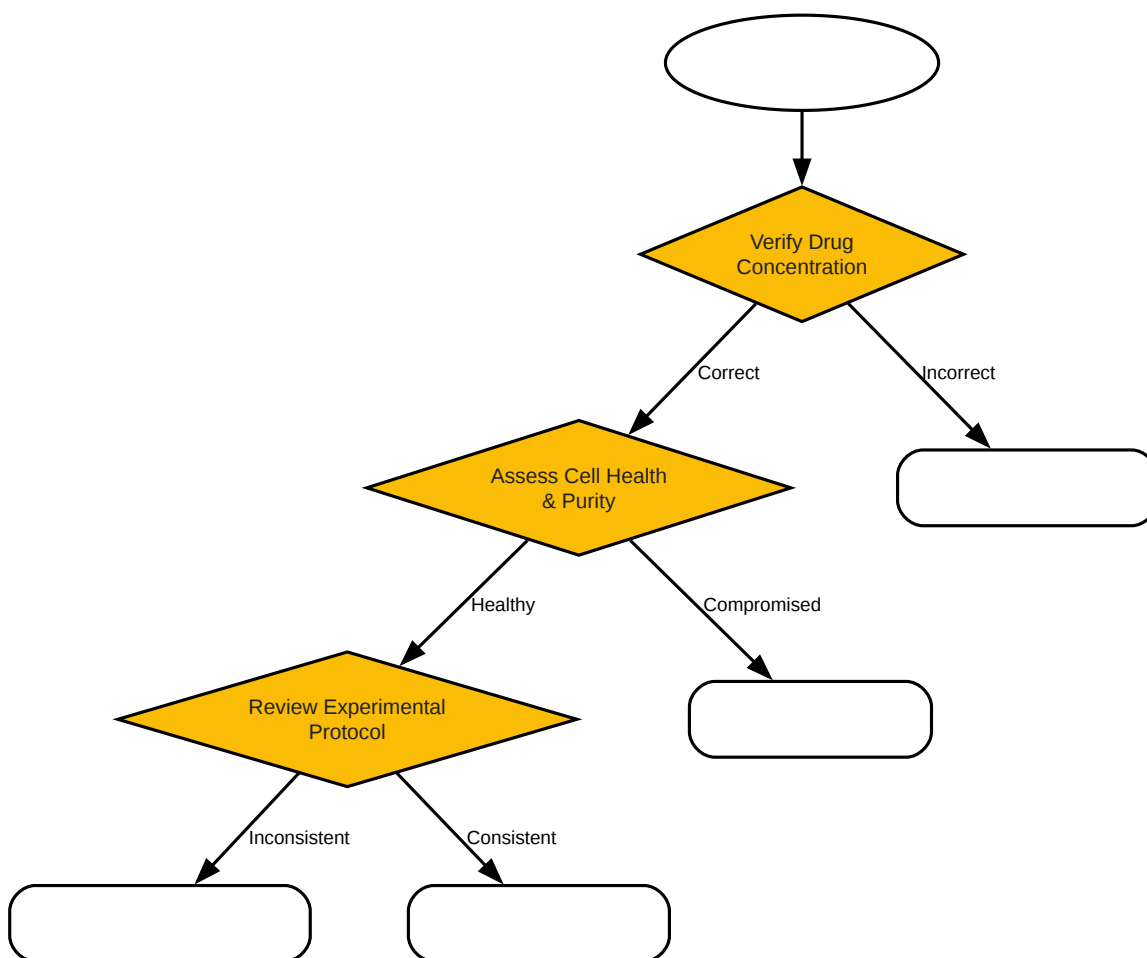 Verify Drug
Concentration
Correct
Incorrect
Assess Cell Health
& Purity
Healthy
Compromised
Review Experimental
Protocol
Inconsistent
Consistent